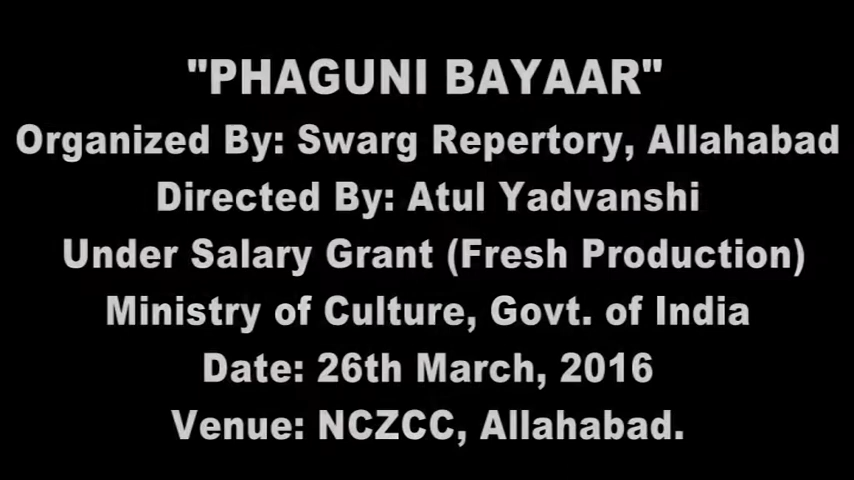 "PHAGUNI BAYAAR"
Organized By: Swarg Repertory, Allahabad
Directed By: Atul Yadvanshi
Under Salary Grant (Fresh Production)
Ministry of Culture, Govt. of India
Date: 26th March, 2016
Venue: NCZCC, Allahabad.